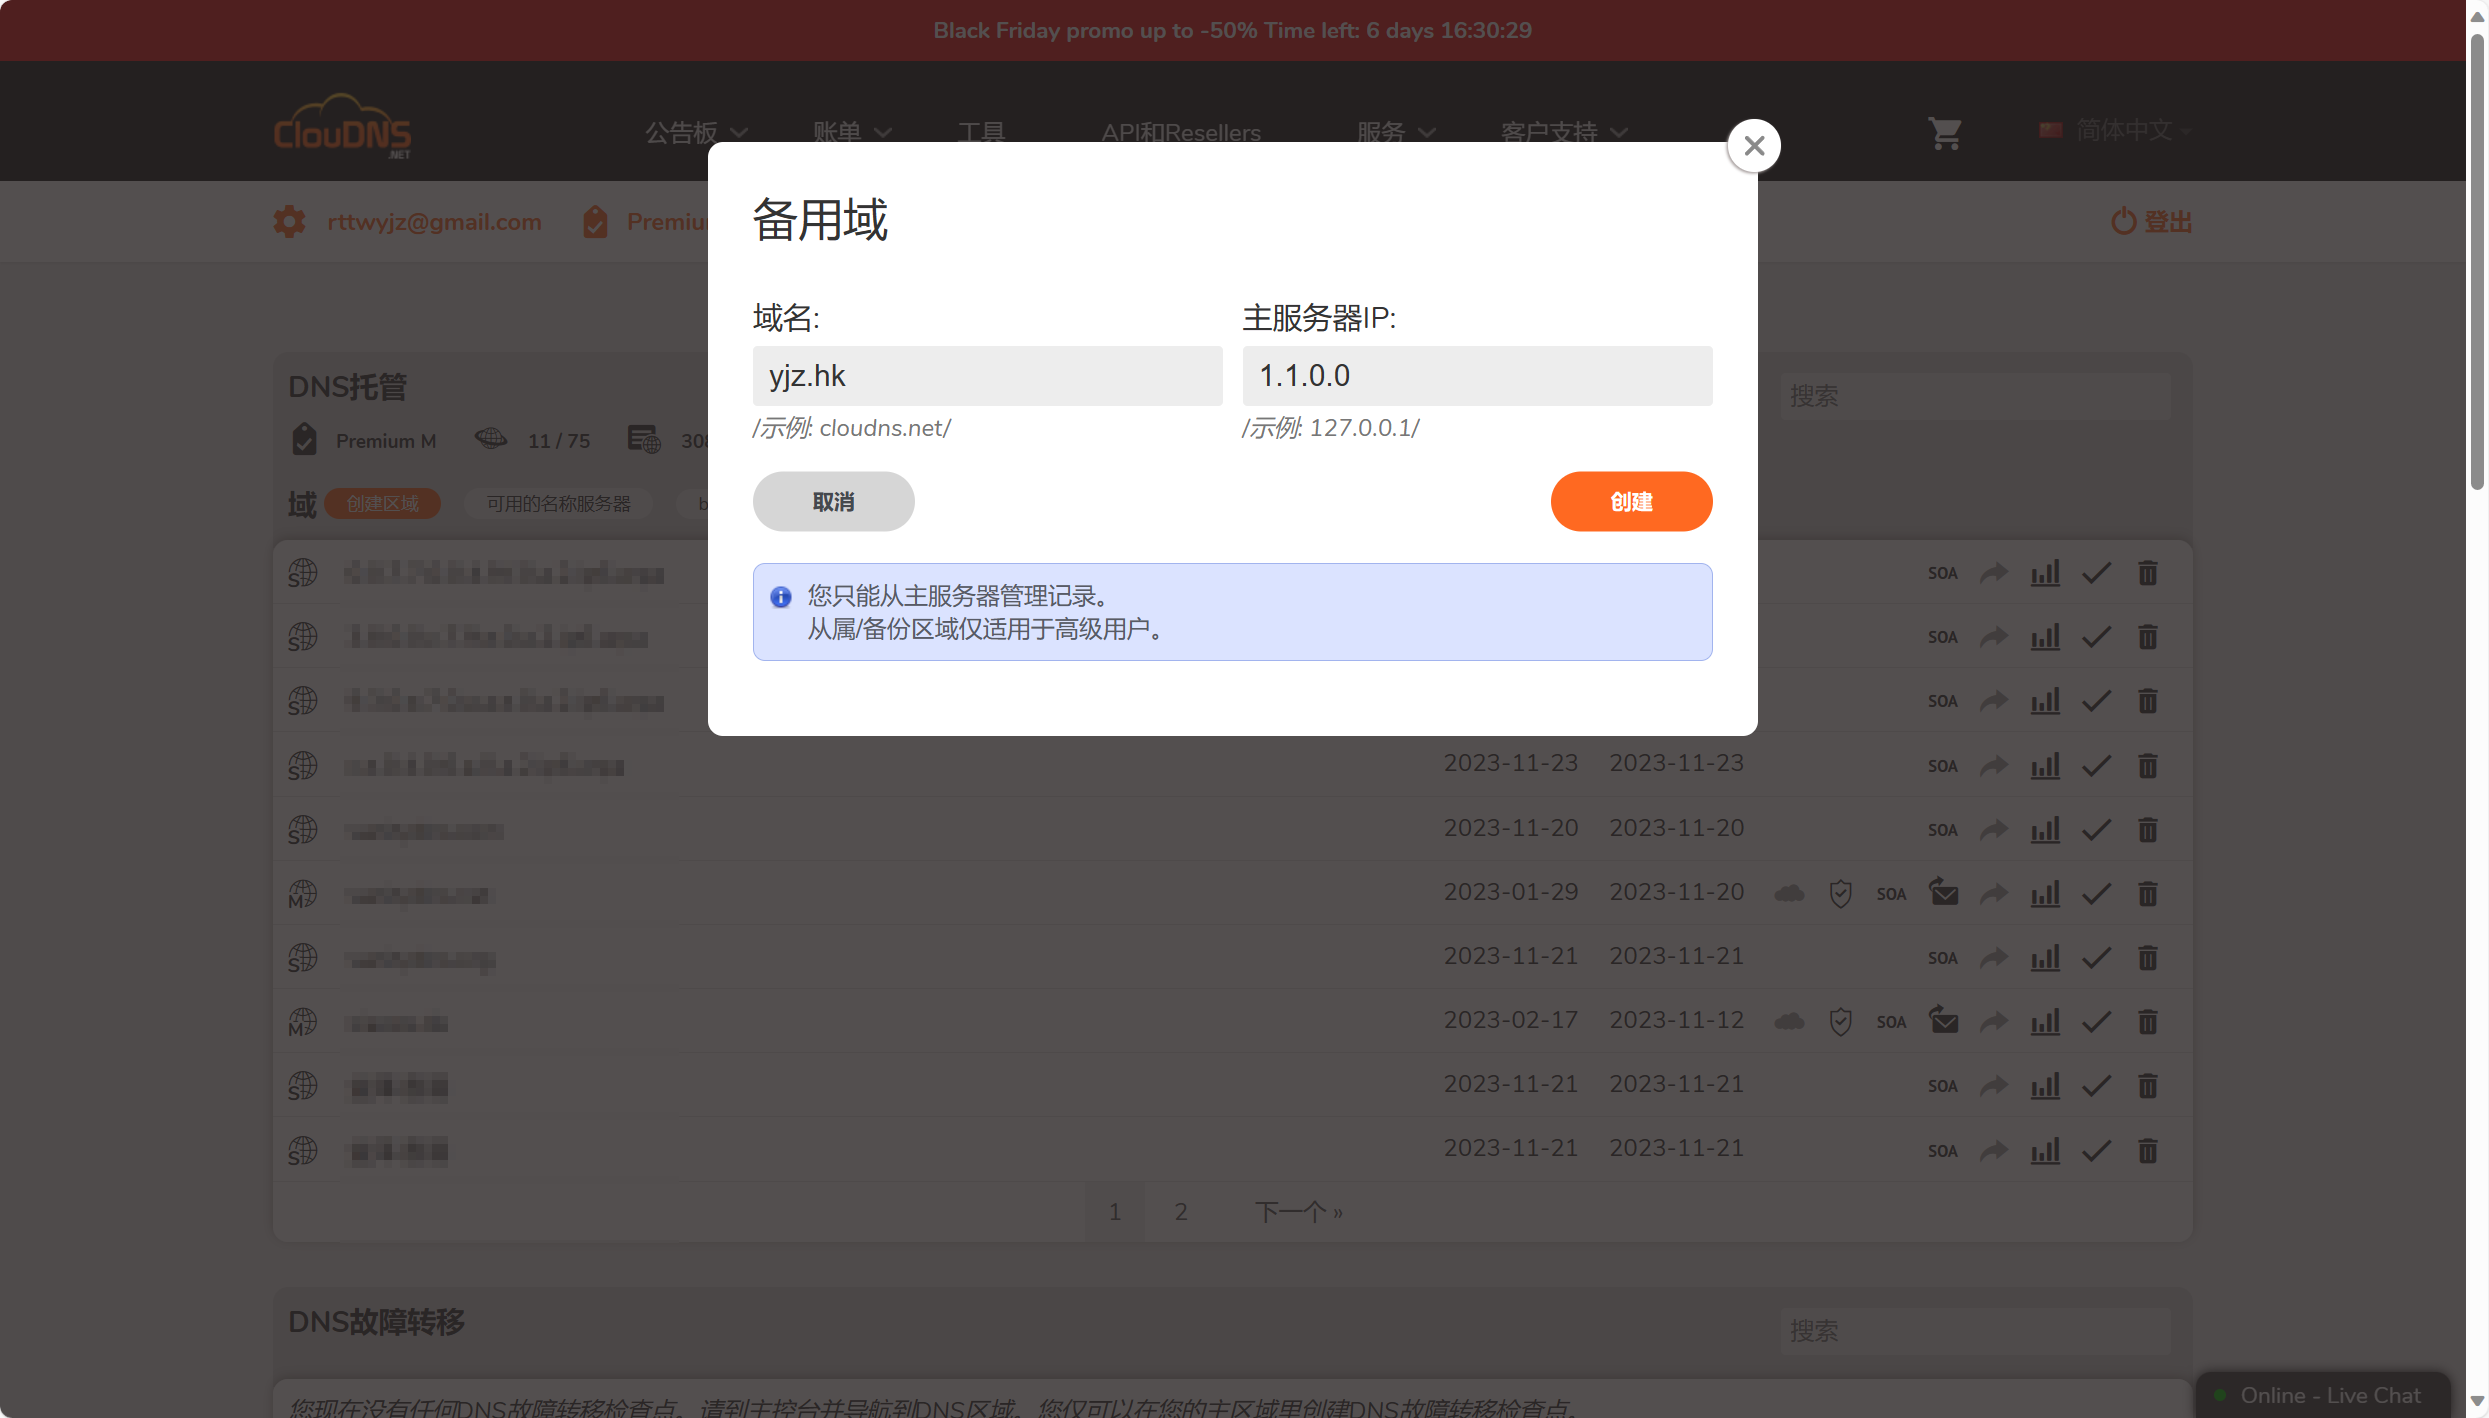 Black Friday promo up to -50% Time left: 6 days 16:30:29
ClouDNS
.NET
公告板
账单
工具
API和Resellers
服务
客户支持
简体中文
rttwyjz@gmail.com
登出
备用域
域名:
主服务器IP:
yjz.hk
1.1.0.0
/示例: cloudns.net/
/示例: 127.0.0.1/
取消
创建
您只能从主服务器管理记录。
从属/备份区域仅适用于高级用户。
DNS托管
搜索
Premium M
11 / 75
域
创建区域
可用的名称服务器
SOA
SOA
SOA
2023-11-23 2023-11-23 SOA
2023-11-20 2023-11-20 SOA
2023-01-29 2023-11-20 SOA
2023-11-21 2023-11-21 SOA
2023-02-17 2023-11-12 SOA
2023-11-21 2023-11-21 SOA
2023-11-21 2023-11-21 SOA
1 2 下一个 »
DNS故障转移
搜索
您现在没有任何DNS故障转移检查点。请到主控台并导航到DNS区域。您仅可以在您的主区域里创建DNS故障转移检查点。
Online - Live Chat